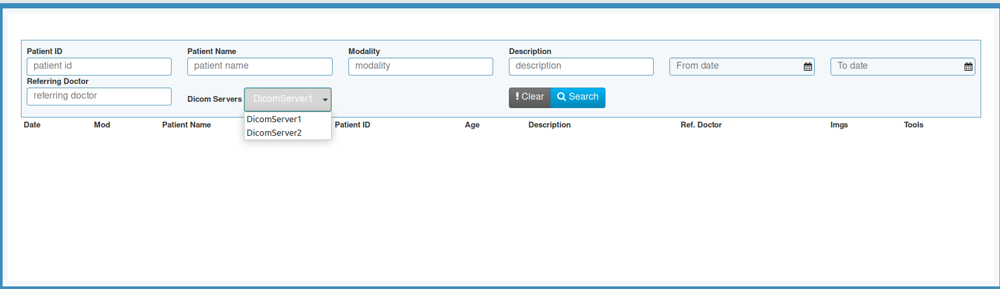 Patient ID Patient Name Modality Description
patient id patient name modality description From date To date
Referring Doctor
referring doctor Dicom Servers DicomServer1 Clear Search
DicomServer1
DicomServer2
Date Mod Patient Name Patient ID Age Description Ref. Doctor Imgs Tools